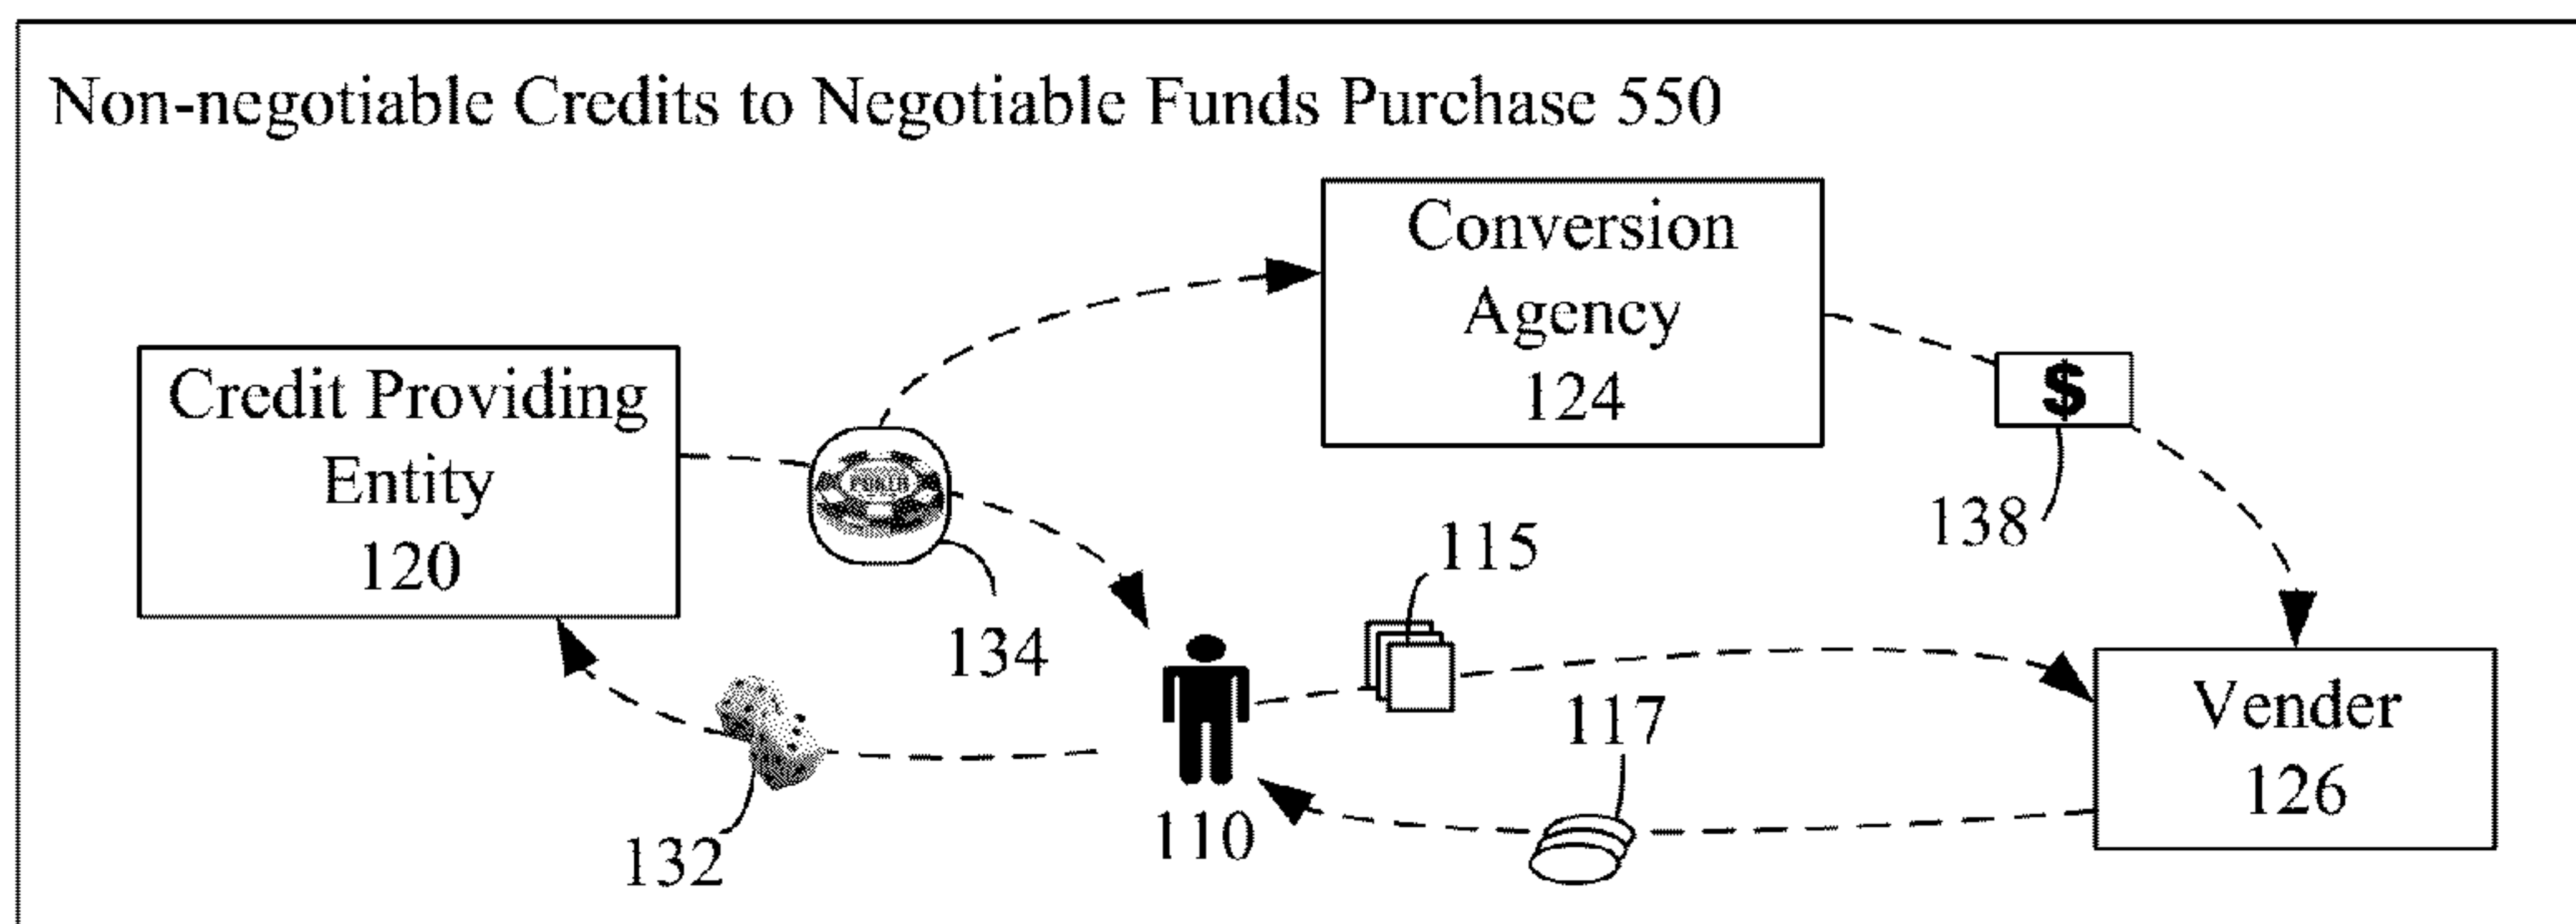 Non-negotiable Credits to Negotiable Funds Purchase 550
Conversion
Agency
124
Credit Providing
Entity
120
$
138
134
115
117
132
110
Vender
126